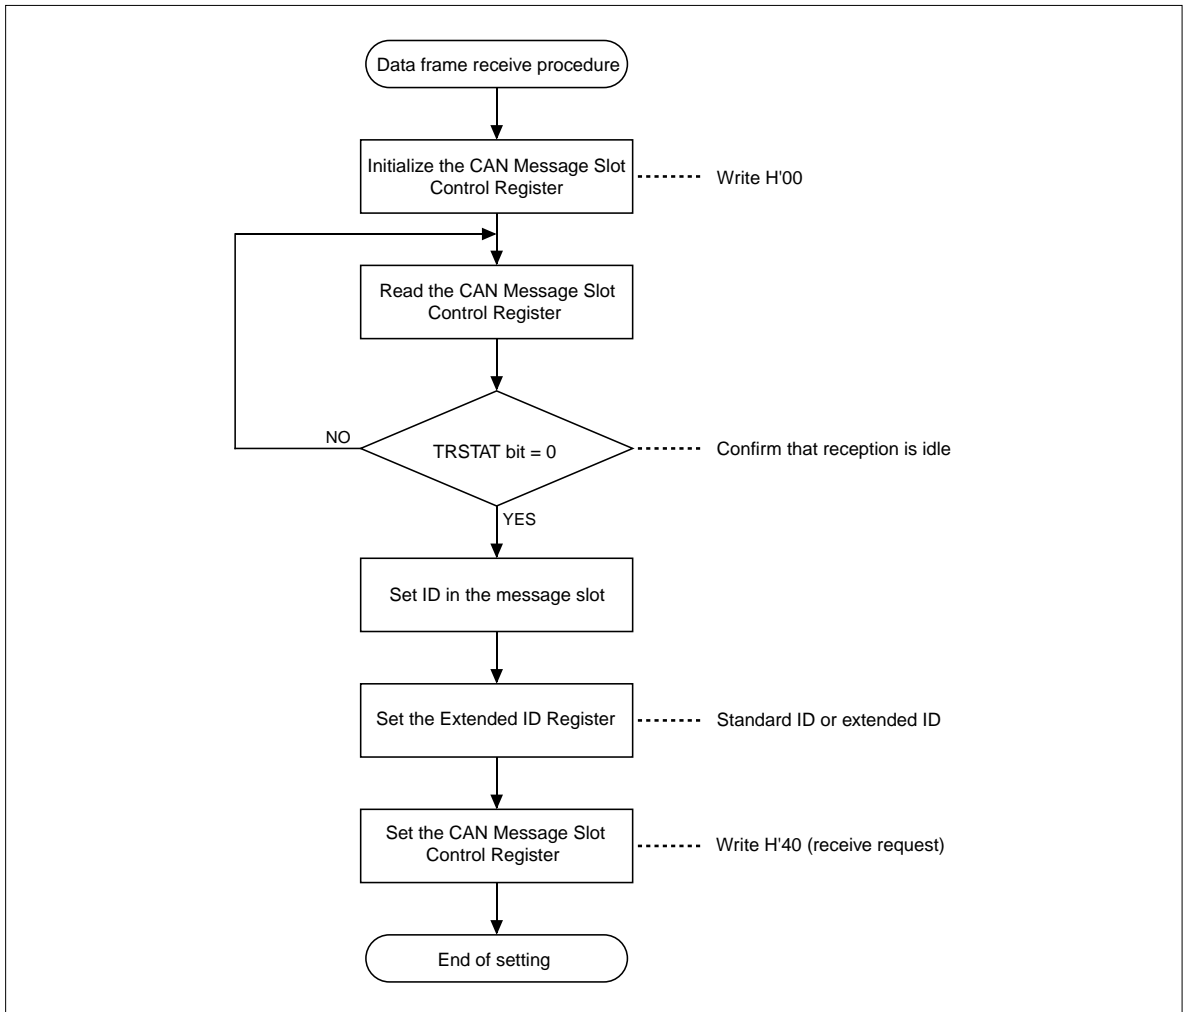 Data frame receive procedure
Initialize the CAN Message Slot
Control Register
Write H'00
Read the CAN Message Slot
Control Register
NO
TRSTAT bit = 0
Confirm that reception is idle
YES
Set ID in the message slot
Set the Extended ID Register
Standard ID or extended ID
Set the CAN Message Slot
Control Register
Write H'40 (receive request)
End of setting